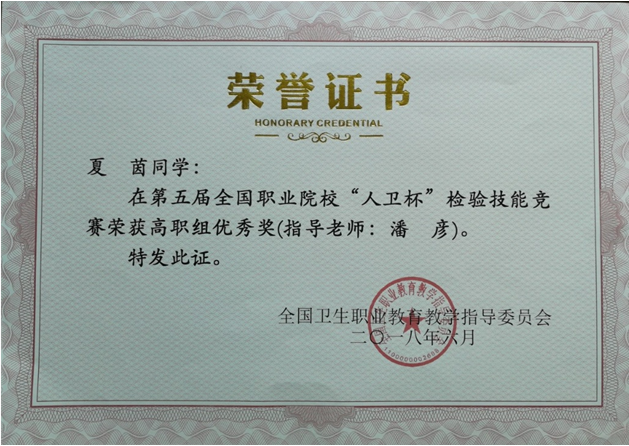 荣誉证书
HONORARY CREDENTIAL
夏　茵同学：
在第五届全国职业院校“人卫杯”检验技能竞
赛荣获高职组优秀奖(指导老师：潘　彦)。
特发此证。
全国卫生职业教育教学指导委员会
二〇一八年六月